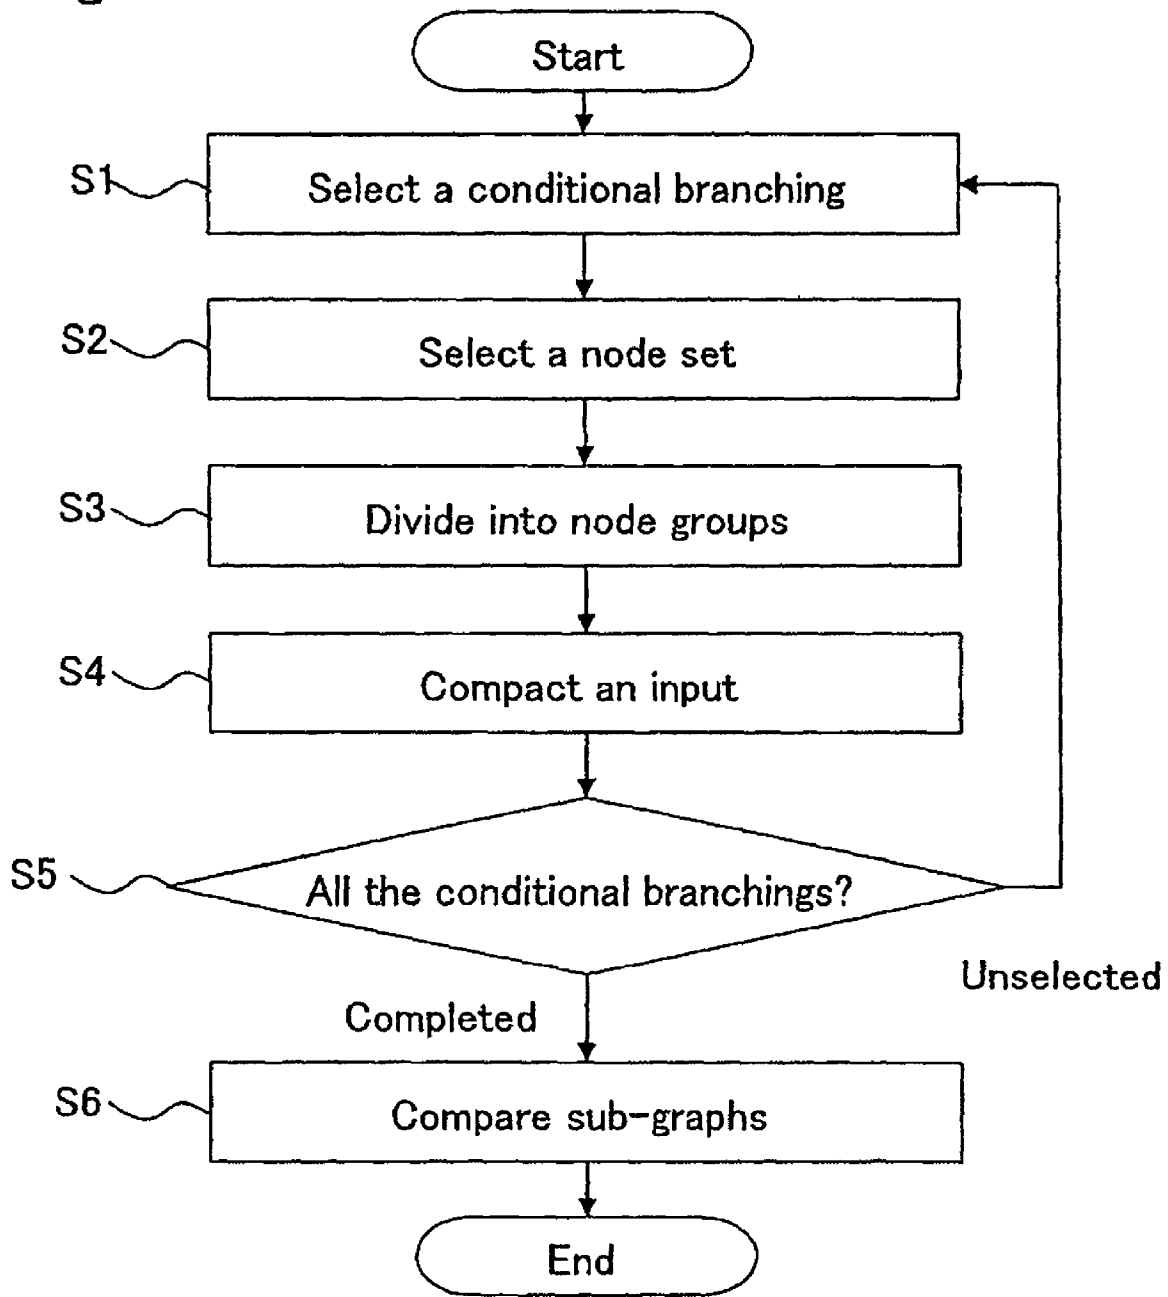 Start
S1 Select a conditional branching
S2 Select a node set
S3 Divide into node groups
S4 Compact an input
S5 All the conditional branchings?
Unselected
Completed
S6 Compare sub-graphs
End